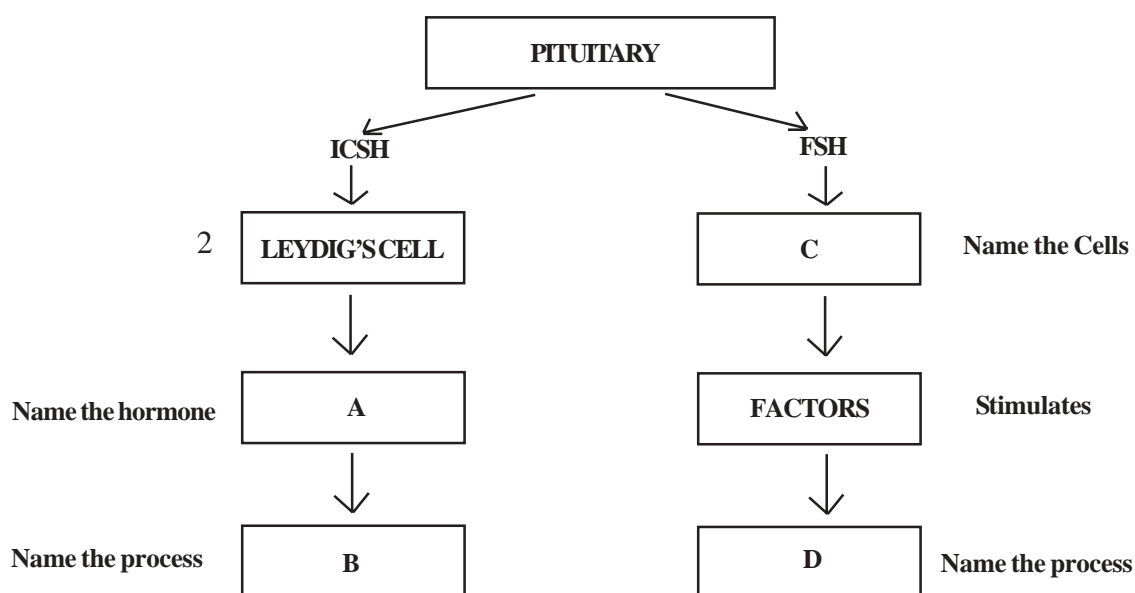 PITUITARY
ICSH
FSH
2
LEYDIG'S CELL
C
Name the Cells
Name the hormone
A
FACTORS
Stimulates
Name the process
B
D
Name the process